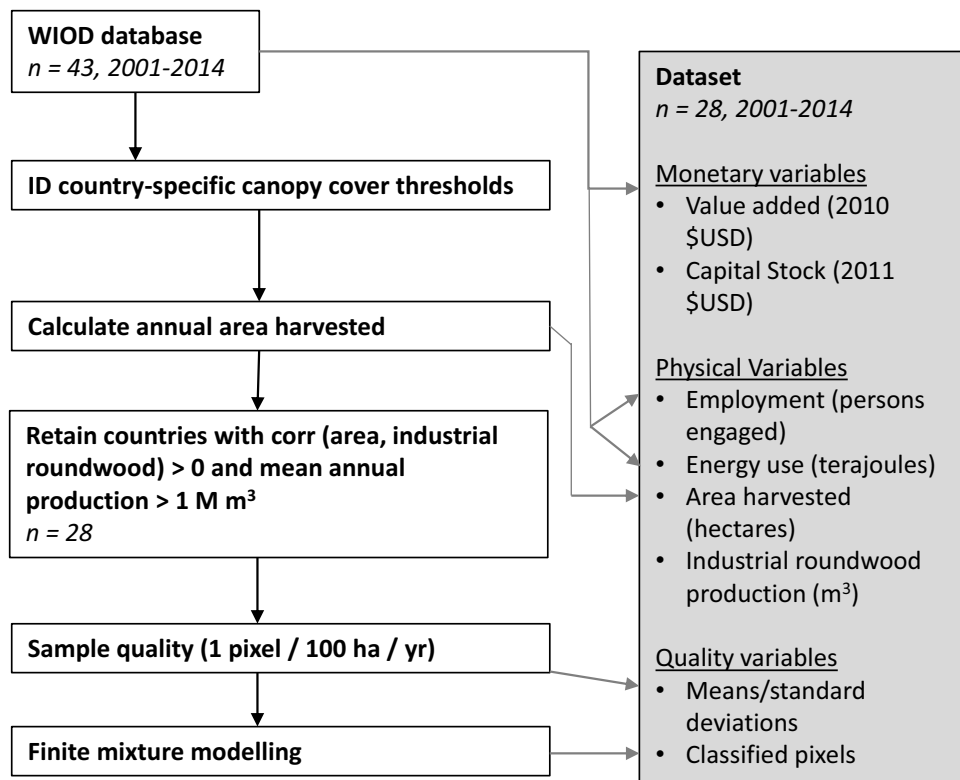 WIOD database
n = 43, 2001-2014
ID country-specific canopy cover thresholds
Calculate annual area harvested
Retain countries with corr (area, industrial
roundwood) > 0 and mean annual
production > 1 M m³
n = 28
Sample quality (1 pixel / 100 ha / yr)
Finite mixture modelling
Dataset
n = 28, 2001-2014
Monetary variables
• Value added (2010
$USD)
• Capital Stock (2011
$USD)
Physical Variables
• Employment (persons
engaged)
• Energy use (terajoules)
• Area harvested
(hectares)
• Industrial roundwood
production (m³)
Quality variables
• Means/standard
deviations
• Classified pixels